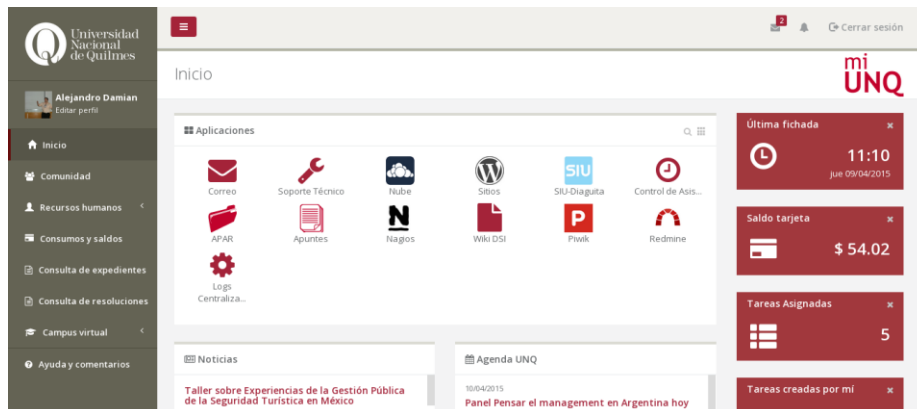 Universidad
Nacional
de Quilmes
2
Cerrar sesión
Inicio
mi
UNQ
Alejandro Damian
Editar perfil
Inicio
Comunidad
Recursos humanos
Consumos y saldos
Consulta de expedientes
Consulta de resoluciones
Campus virtual
Ayuda y comentarios
Aplicaciones
Correo
Soporte Técnico
Nube
Sitios
SIU
SIU-Diaguita
Control de Asis...
APAR
Apuntes
N
Nagios
Wiki DSI
P
Piwik
Redmine
Logs
Centraliza...
Noticias
Taller sobre Experiencias de la Gestión Pública
de la Seguridad Turística en México
Agenda UNQ
10/04/2015
Panel Pensar el management en Argentina hoy
Última fichada
11:10
jue 09/04/2015
Saldo tarjeta
$ 54.02
Tareas Asignadas
5
Tareas creadas por mí